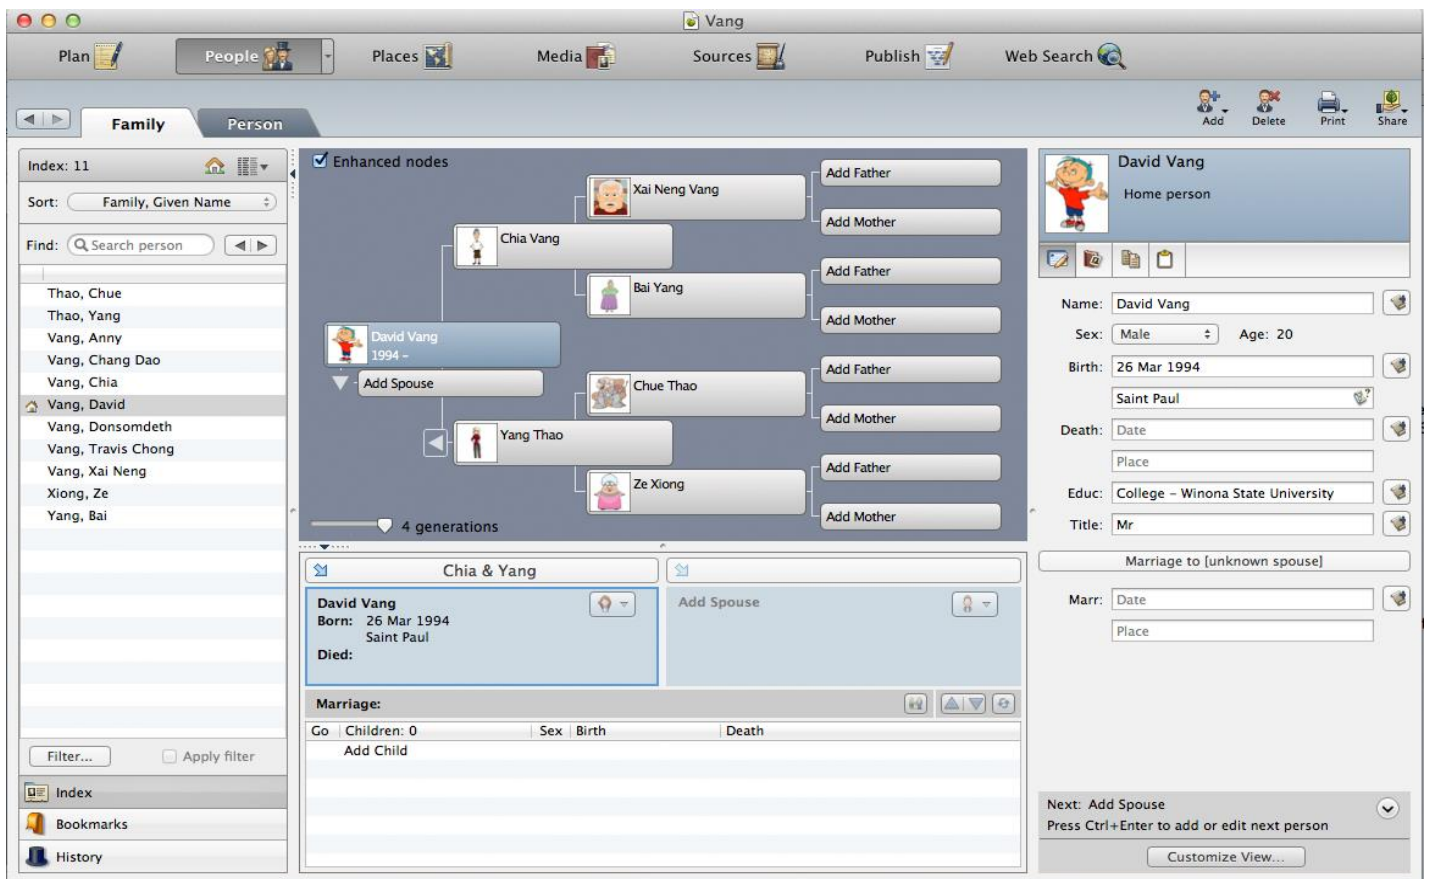 Vang
Plan People Places Media Sources Publish Web Search
Family Person
Add Delete Print Share
Index: 11
Sort: Family, Given Name
Find: Search person
Thao, Chue
Thao, Yang
Vang, Anny
Vang, Chang Dao
Vang, Chia
Vang, David
Vang, Donsomdeth
Vang, Travis Chong
Vang, Xai Neng
Xiong, Ze
Yang, Bai
Filter... Apply filter
Index
Bookmarks
History
Enhanced nodes
Add Father
Xai Neng Vang
Add Mother
Chia Vang
Add Father
Bai Yang
Add Mother
David Vang
1994 –
Add Spouse
Add Father
Chue Thao
Add Mother
Yang Thao
Add Father
Ze Xiong
Add Mother
4 generations
Chia & Yang
David Vang
Born: 26 Mar 1994
Saint Paul
Died:
Add Spouse
Marriage:
Go Children: 0 Sex Birth Death
Add Child
David Vang
Home person
Name: David Vang
Sex: Male Age: 20
Birth: 26 Mar 1994
Saint Paul
Death: Date
Place
Educ: College – Winona State University
Title: Mr
Marriage to [unknown spouse]
Marr: Date
Place
Next: Add Spouse
Press Ctrl+Enter to add or edit next person
Customize View...